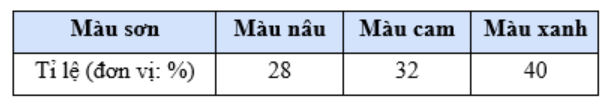 Màu sơn Màu nâu Màu cam Màu xanh
Tỉ lệ (đơn vị: %) 28 32 40